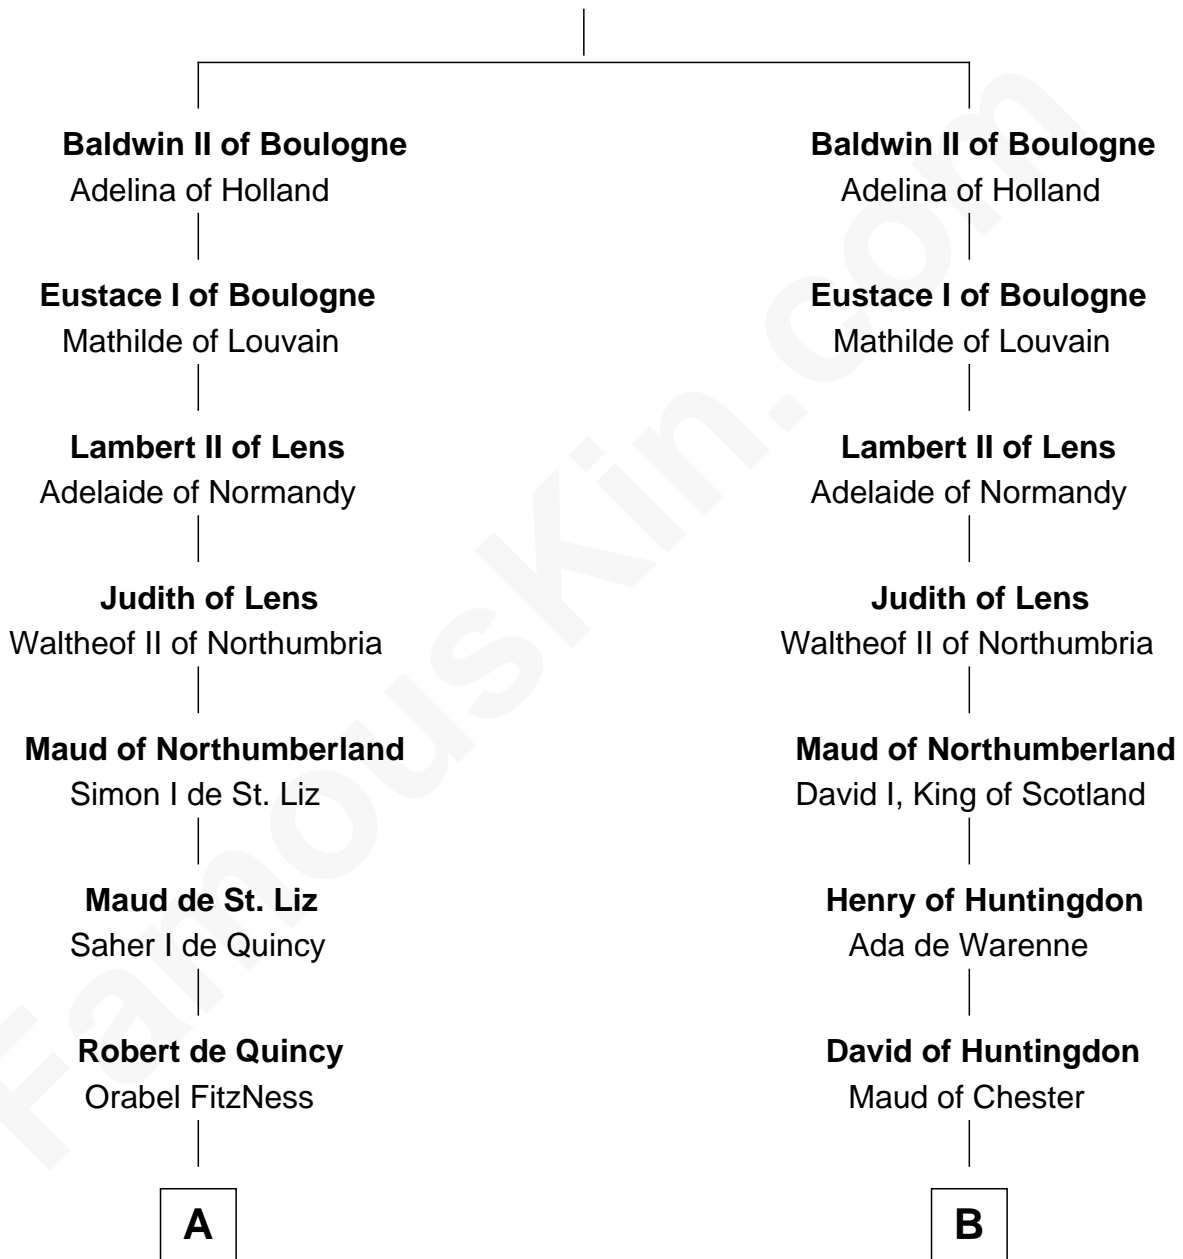 Baldwin II of Boulogne
Adelina of Holland
Eustace I of Boulogne
Mathilde of Louvain
Lambert II of Lens
Adelaide of Normandy
Judith of Lens
Waltheof II of Northumbria
Maud of Northumberland
Simon I de St. Liz
Maud de St. Liz
Saher I de Quincy
Robert de Quincy
Orabel FitzNess
A
Baldwin II of Boulogne
Adelina of Holland
Eustace I of Boulogne
Mathilde of Louvain
Lambert II of Lens
Adelaide of Normandy
Judith of Lens
Waltheof II of Northumbria
Maud of Northumberland
David I, King of Scotland
Henry of Huntingdon
Ada de Warenne
David of Huntingdon
Maud of Chester
B
FamousKin.com